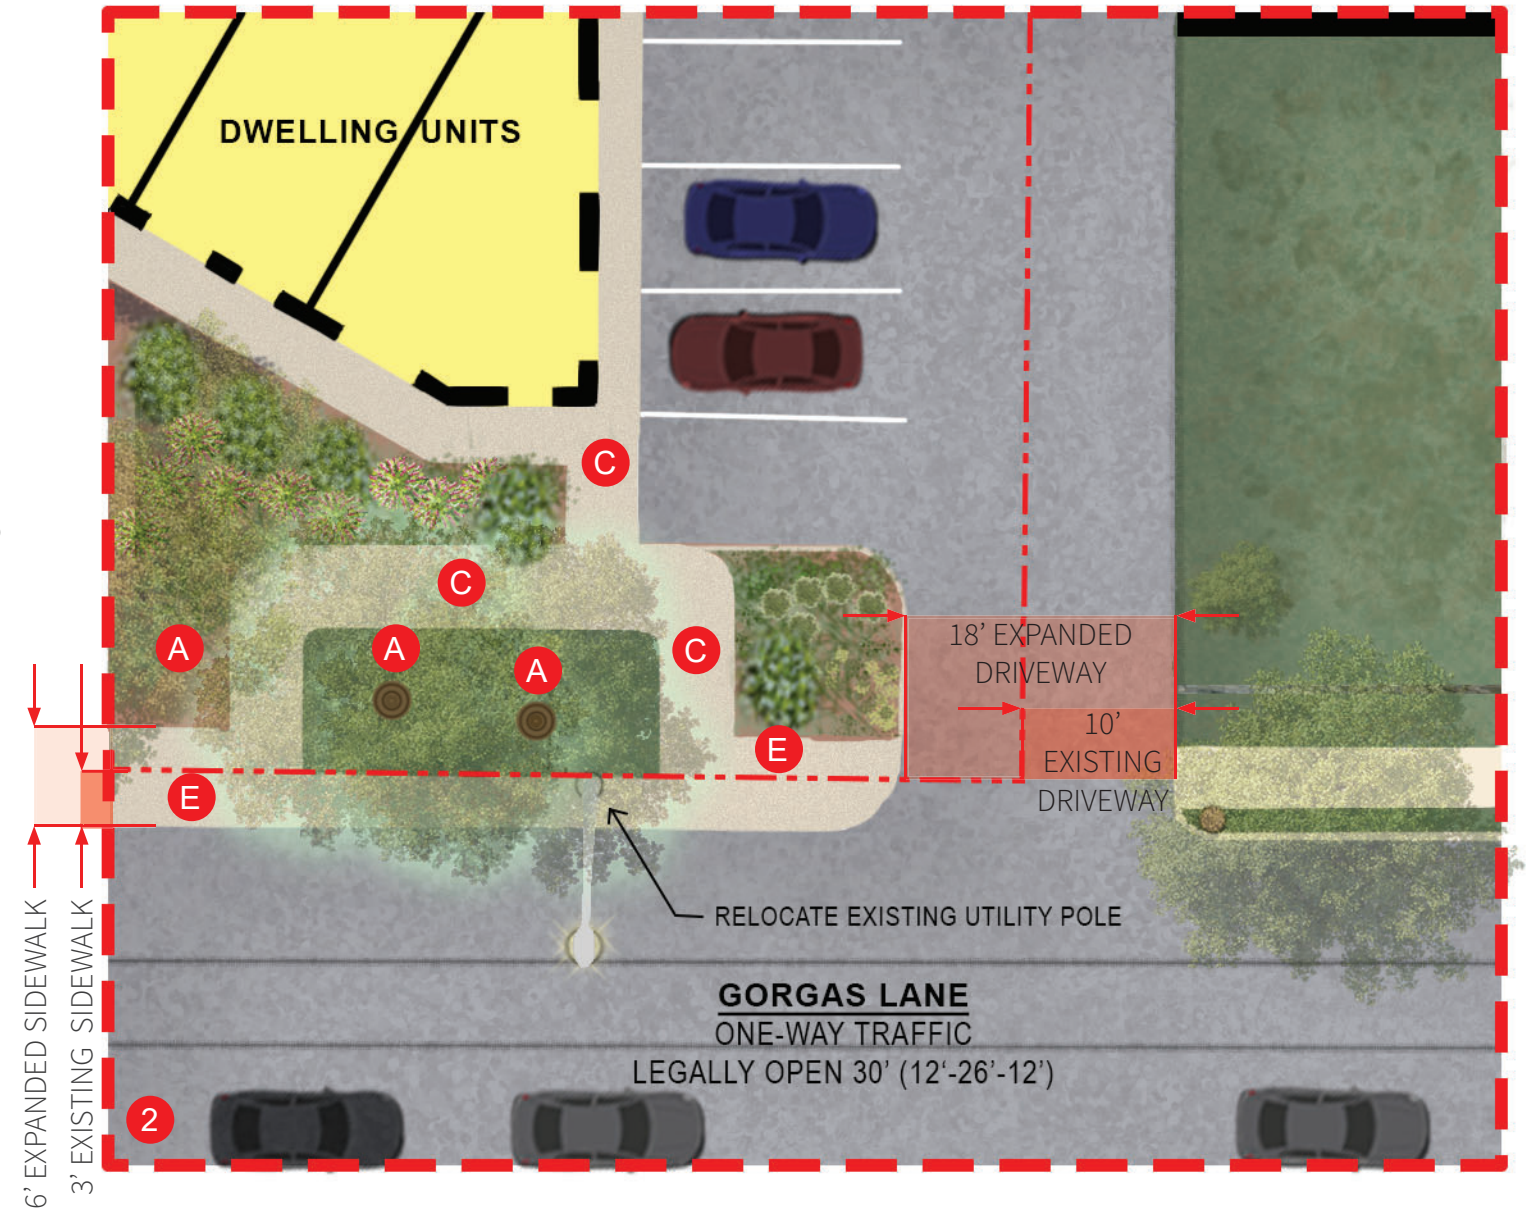 DWELLING UNITS
C
C
A
A
A
C
18’ EXPANDED
DRIVEWAY
10’
EXISTING
DRIVEWAY
E
E
RELOCATE EXISTING UTILITY POLE
6’ EXPANDED SIDEWALK
3’ EXISTING SIDEWALK
GORGAS LANE
ONE-WAY TRAFFIC
LEGALLY OPEN 30’ (12‘-26’-12’)
2